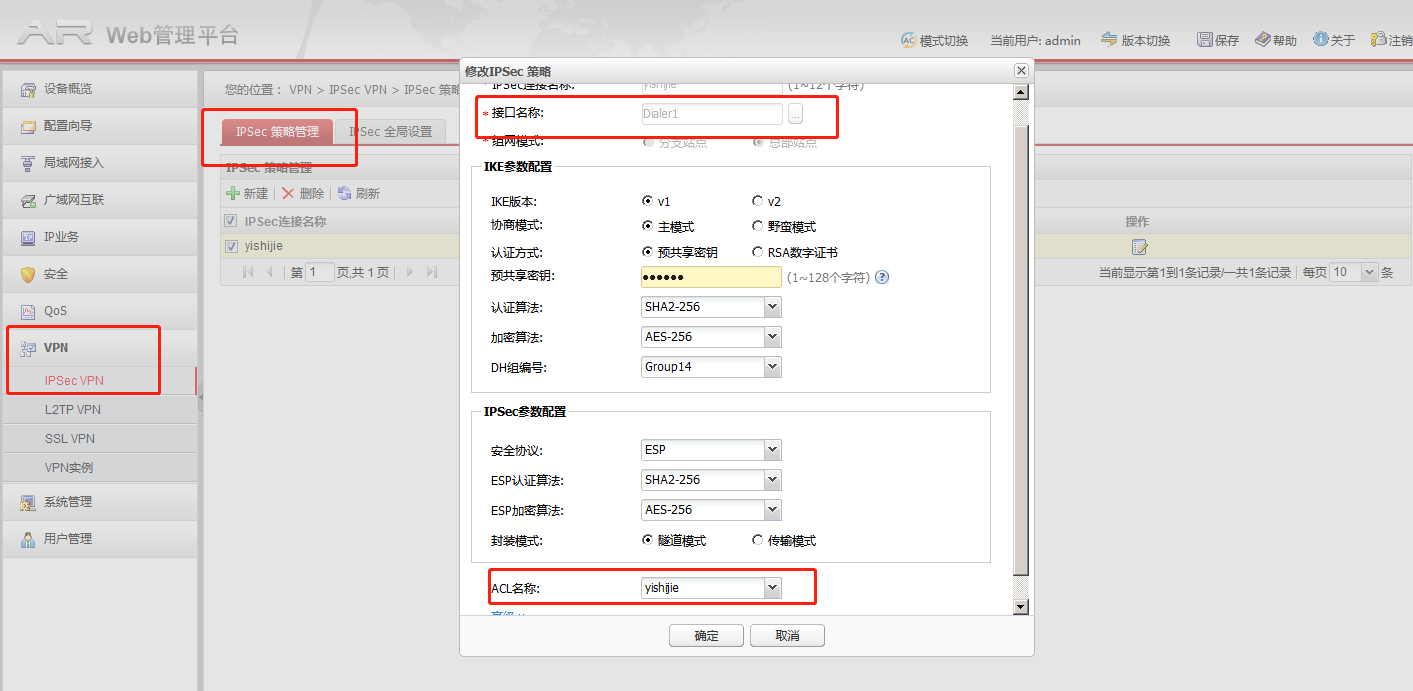 AR Web管理平台
模式切换 当前用户: admin 版本切换 保存 帮助 关于 注销
设备概览
配置向导
局域网接入
广域网互联
IP业务
安全
QoS
VPN
IPSec VPN
L2TP VPN
SSL VPN
VPN实例
系统管理
用户管理
您的位置： VPN > IPSec VPN > IPSec 策略
IPSec 策略管理 IPSec 全局设置
IPSec 策略管理
新建 删除 刷新
IPSec连接名称
操作
yishijie
第 1 页,共 1 页
当前显示第1到1条记录/一共1条记录 每页 10 条
修改IPSec 策略
* IPSec连接名称: yishijie (1~12个字符)
* 接口名称: Dialer1 ...
* 组网模式: 分支站点 总部站点
IKE参数配置
IKE版本: v1 v2
协商模式: 主模式 野蛮模式
认证方式: 预共享密钥 RSA数字证书
预共享密钥: •••••• (1~128个字符) ?
认证算法: SHA2-256
加密算法: AES-256
DH组编号: Group14
IPSec参数配置
安全协议: ESP
ESP认证算法: SHA2-256
ESP加密算法: AES-256
封装模式: 隧道模式 传输模式
ACL名称: yishijie
高级
确定 取消